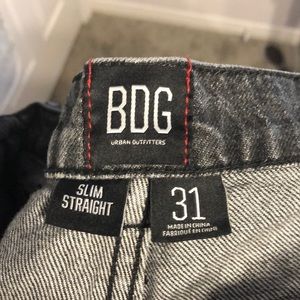 BDG
URBAN OUTFITTERS
SLIM
STRAIGHT
31
MADE IN CHINA
FABRIQUÉ EN CHINE